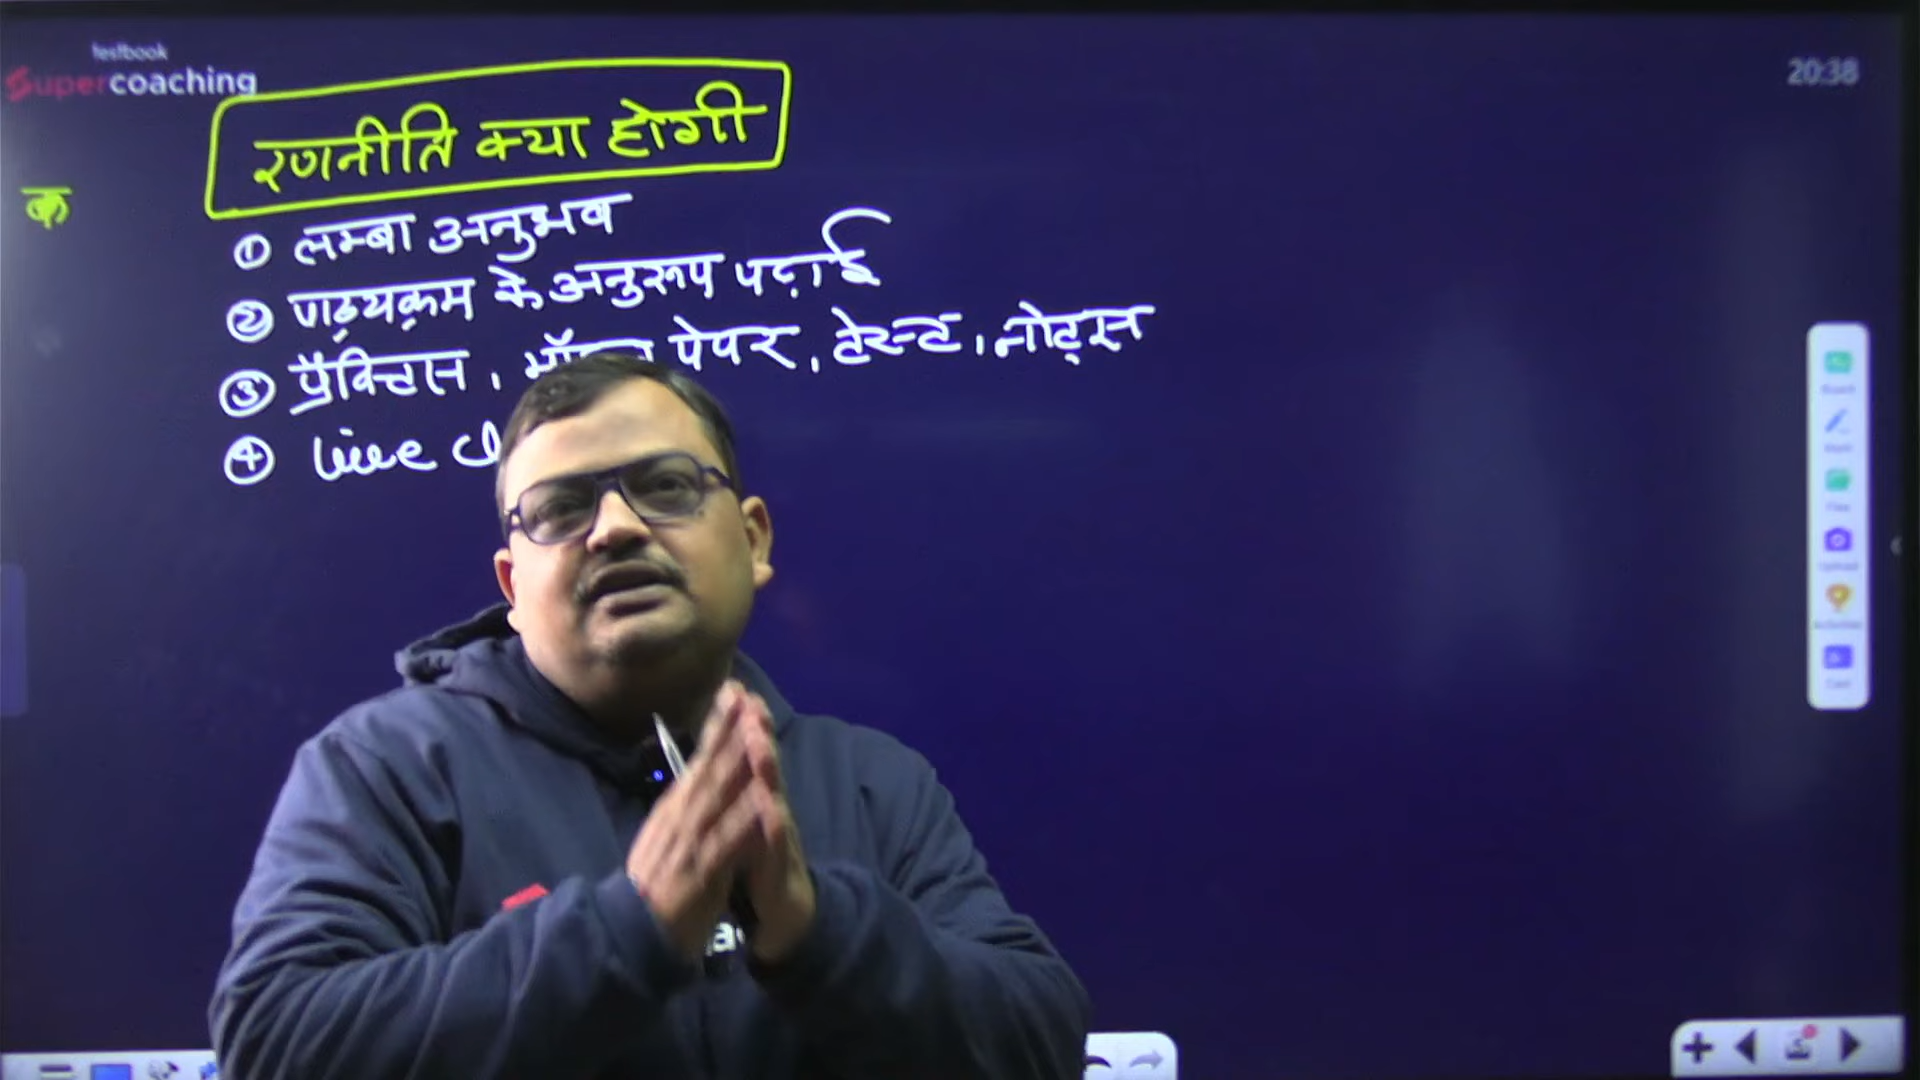 testbook
Supercoaching
20:38
रणनीति क्या होगी
क
① लम्बा अनुभव
② पाठ्यक्रम के अनुरूप पढ़ाई
③ प्रैक्टिस, पेपर, टेस्ट, नोट्स
④ Live